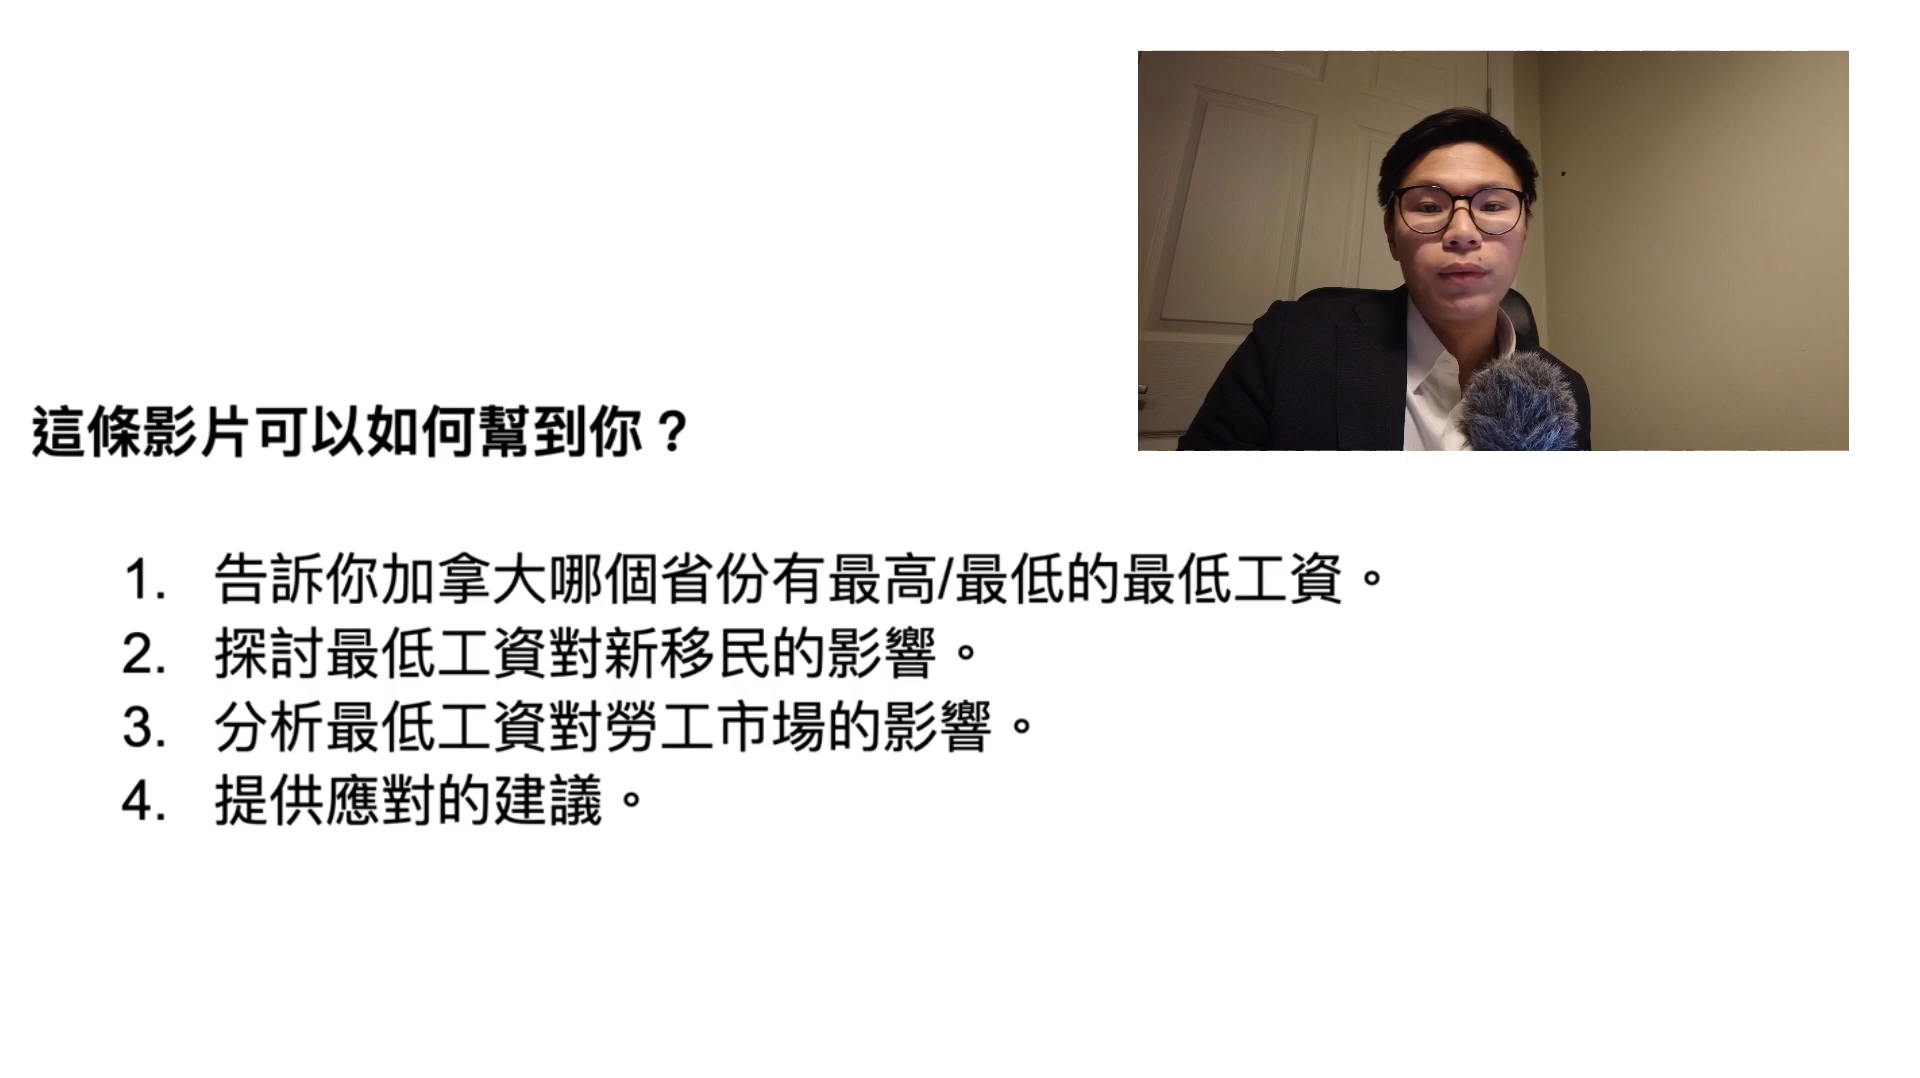 這條影片可以如何幫到你？
1. 告訴你加拿大哪個省份有最高/最低的最低工資。
2. 探討最低工資對新移民的影響。
3. 分析最低工資對勞工市場的影響。
4. 提供應對的建議。